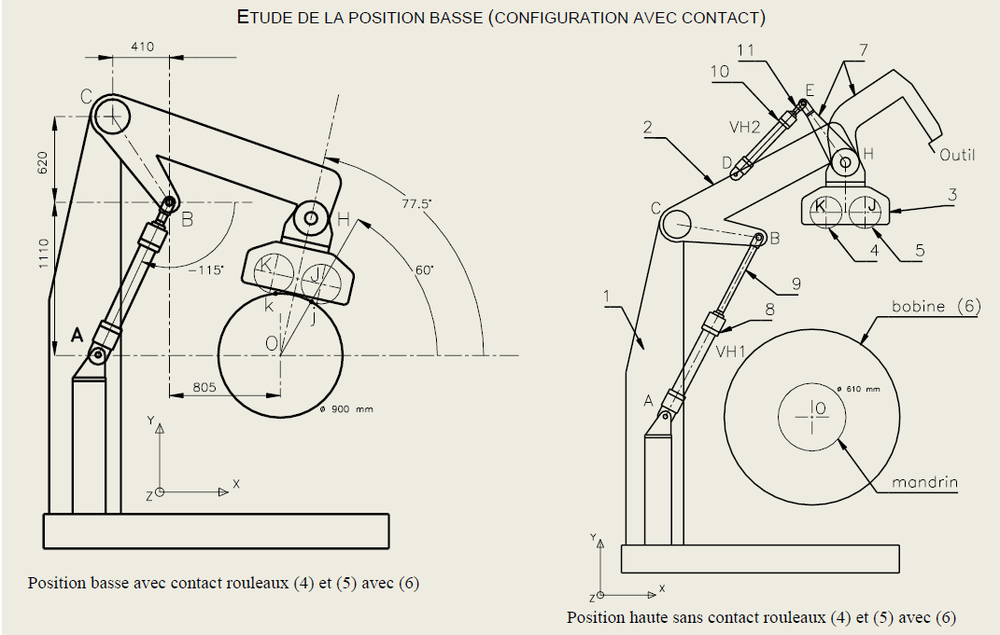 ETUDE DE LA POSITION BASSE (CONFIGURATION AVEC CONTACT)
410
C
620
B
1110
-115°
A
H
77.5°
60°
K
J
k
j
O
805
ø 900 mm
Y
X
Z
Position basse avec contact rouleaux (4) et (5) avec (6)
11
7
10
E
VH2
2
D
H
Outil
K
J
3
C
4
5
B
9
1
8
bobine (6)
VH1
A
ø 610 mm
O
mandrin
Y
X
Z
Position haute sans contact rouleaux (4) et (5) avec (6)